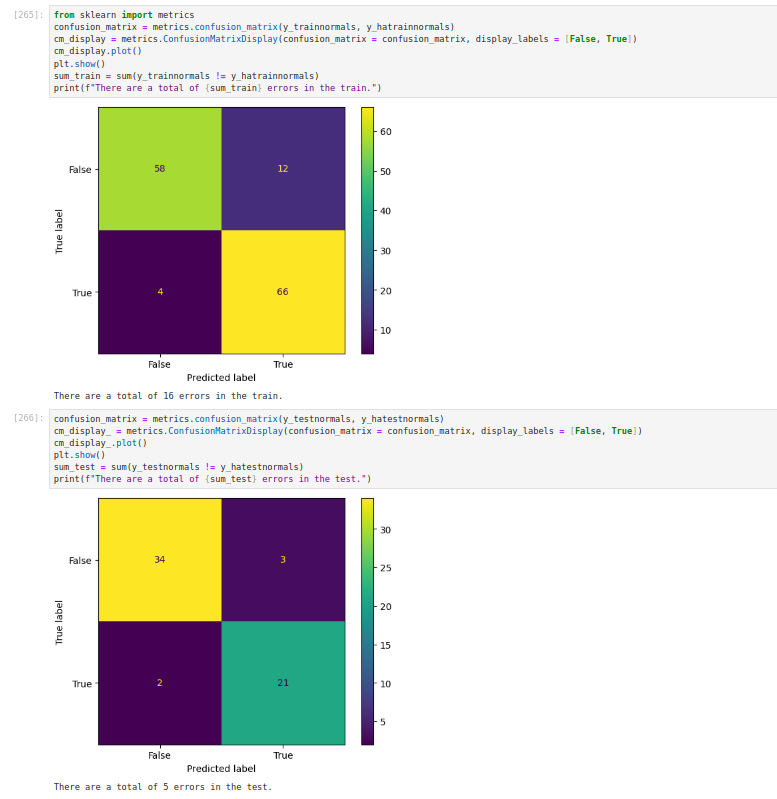 [265]: from sklearn import metrics
confusion_matrix = metrics.confusion_matrix(y_trainnormals, y_hatrainnormals)
cm_display = metrics.ConfusionMatrixDisplay(confusion_matrix = confusion_matrix, display_labels = [False, True])
cm_display.plot()
plt.show()
sum_train = sum(y_trainnormals != y_hatrainnormals)
print(f"There are a total of {sum_train} errors in the train.")
60
False 58 12
50
40
True label
30
True 4 66
20
10
False True
Predicted label
There are a total of 16 errors in the train.
[266]: confusion_matrix = metrics.confusion_matrix(y_testnormals, y_hatestnormals)
cm_display_ = metrics.ConfusionMatrixDisplay(confusion_matrix = confusion_matrix, display_labels = [False, True])
cm_display_.plot()
plt.show()
sum_test = sum(y_testnormals != y_hatestnormals)
print(f"There are a total of {sum_test} errors in the test.")
30
False 34 3
25
20
True label
15
True 2 21
10
5
False True
Predicted label
There are a total of 5 errors in the test.